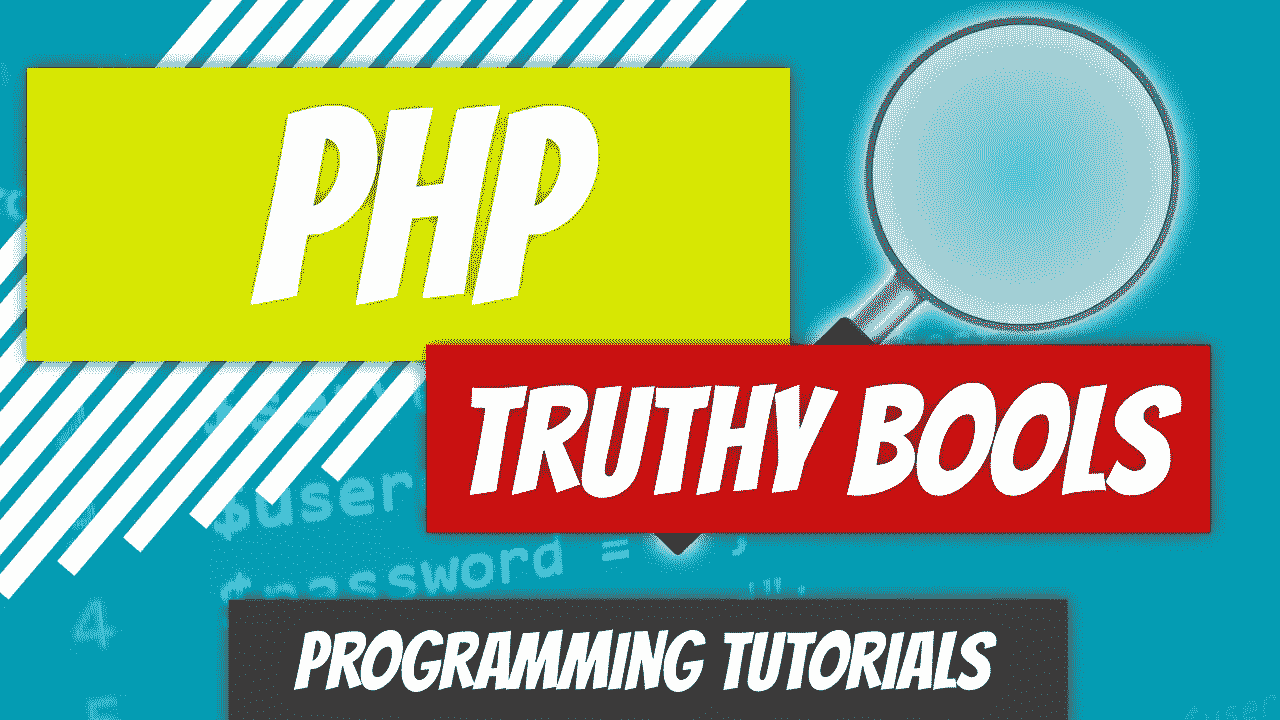 PHP
TRUTHY BOOLS
$user
$password =
4
PROGRAMMING TUTORIALS